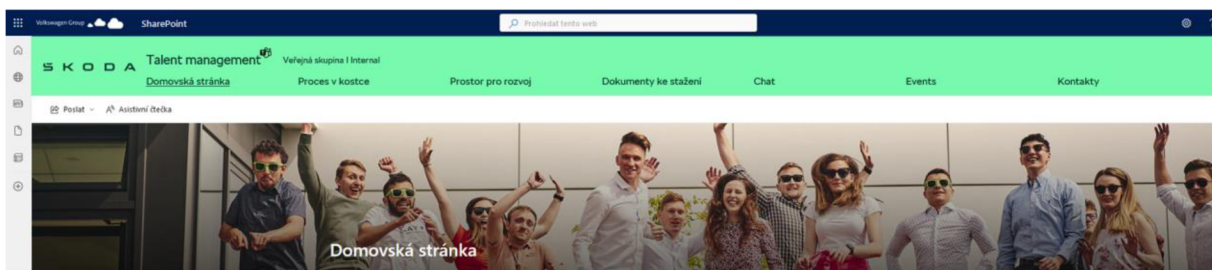 Volkswagen Group
SharePoint
Prohledat tento web
ŠKODA
Talent management
Veřejná skupina I Internal
Domovská stránka
Proces v kostce
Prostor pro rozvoj
Dokumenty ke stažení
Chat
Events
Kontakty
Poslat
Asistivní čtečka
Domovská stránka